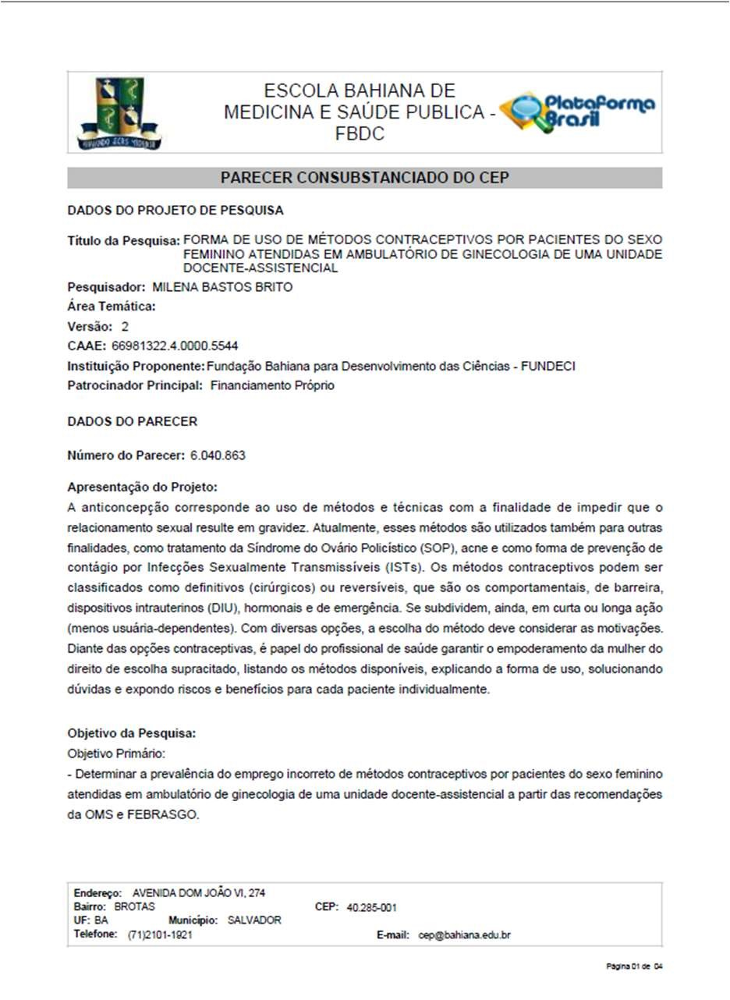 ESCOLA BAHIANA DE
MEDICINA E SAÚDE PUBLICA -
FBDC
Plataforma
Brasil
PARECER CONSUBSTANCIADO DO CEP
DADOS DO PROJETO DE PESQUISA
Título da Pesquisa: FORMA DE USO DE MÉTODOS CONTRACEPTIVOS POR PACIENTES DO SEXO
FEMININO ATENDIDAS EM AMBULATÓRIO DE GINECOLOGIA DE UMA UNIDADE
DOCENTE-ASSISTENCIAL
Pesquisador: MILENA BASTOS BRITO
Área Temática:
Versão: 2
CAAE: 66981322.4.0000.5544
Instituição Proponente: Fundação Bahiana para Desenvolvimento das Ciências - FUNDECI
Patrocinador Principal: Financiamento Próprio
DADOS DO PARECER
Número do Parecer: 6.040.863
Apresentação do Projeto:
A anticoncepção corresponde ao uso de métodos e técnicas com a finalidade de impedir que o
relacionamento sexual resulte em gravidez. Atualmente, esses métodos são utilizados também para outras
finalidades, como tratamento da Síndrome do Ovário Policístico (SOP), acne e como forma de prevenção de
contágio por Infecções Sexualmente Transmissíveis (ISTs). Os métodos contraceptivos podem ser
classificados como definitivos (cirúrgicos) ou reversíveis, que são os comportamentais, de barreira,
dispositivos intrauterinos (DIU), hormonais e de emergência. Se subdividem, ainda, em curta ou longa ação
(menos usuária-dependentes). Com diversas opções, a escolha do método deve considerar as motivações.
Diante das opções contraceptivas, é papel do profissional de saúde garantir o empoderamento da mulher do
direito de escolha supracitado, listando os métodos disponíveis, explicando a forma de uso, solucionando
dúvidas e expondo riscos e benefícios para cada paciente individualmente.
Objetivo da Pesquisa:
Objetivo Primário:
- Determinar a prevalência do emprego incorreto de métodos contraceptivos por pacientes do sexo feminino
atendidas em ambulatório de ginecologia de uma unidade docente-assistencial a partir das recomendações
da OMS e FEBRASGO.
Endereço: AVENIDA DOM JOÃO VI, 274
Bairro: BROTAS CEP: 40.285-001
UF: BA Município: SALVADOR
Telefone: (71)2101-1921 E-mail: cep@bahiana.edu.br
Página 01 de 04